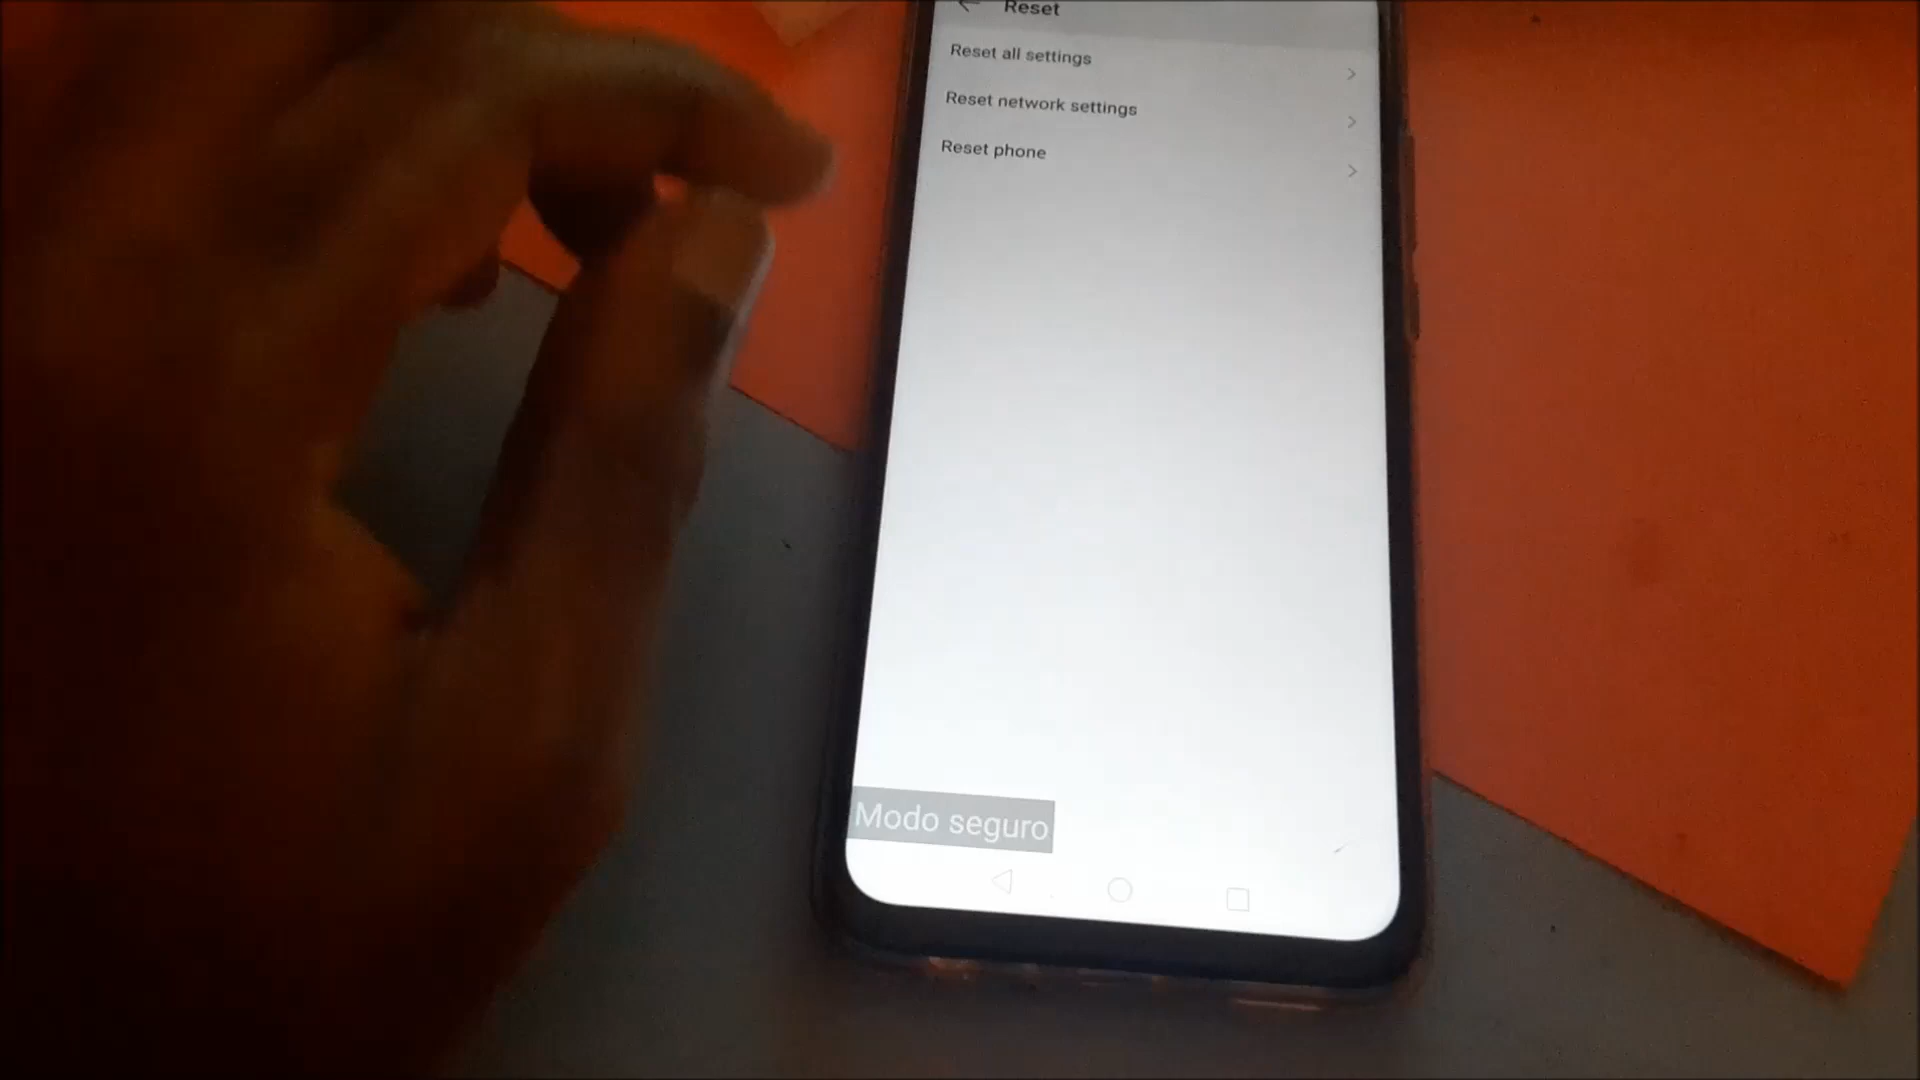 Reset
Reset all settings
Reset network settings
Reset phone
Modo seguro